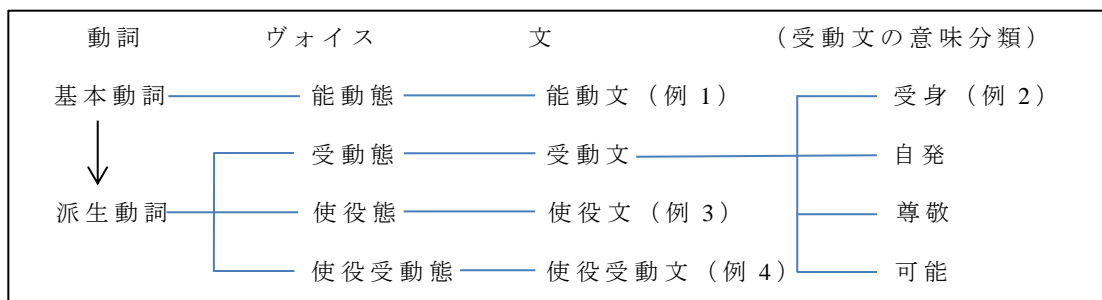 動詞 ヴォイス 文 （受動文の意味分類）
基本動詞 能動態 能動文（例 1） 受身（例 2）
受動態 受動文 自発
派生動詞 使役態 使役文（例 3） 尊敬
使役受動態 使役受動文（例 4） 可能